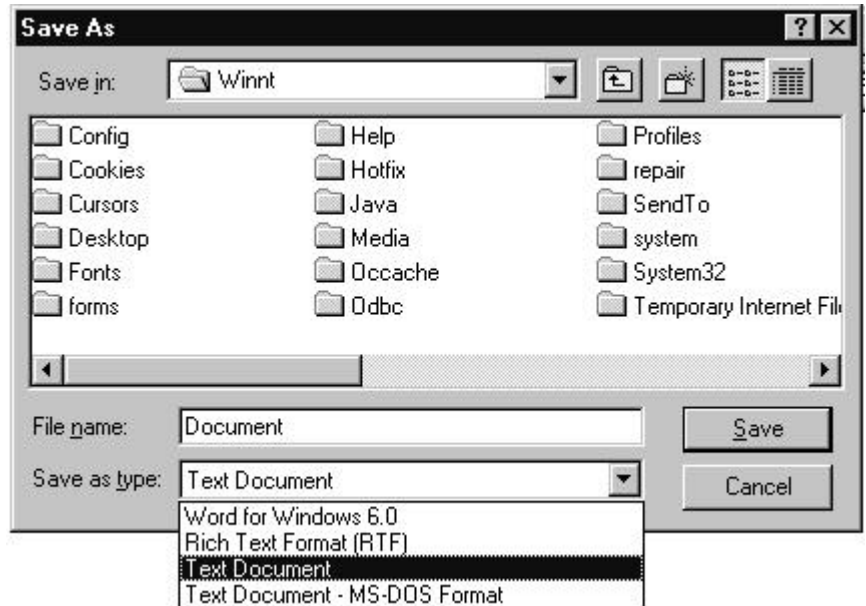 Save As
Save in: Winnt
Config Help Profiles
Cookies Hotfix repair
Cursors Java SendTo
Desktop Media system
Fonts Occache System32
forms Odbc Temporary Internet Fil
File name: Document Save
Save as type: Text Document Cancel
Word for Windows 6.0
Rich Text Format (RTF)
Text Document
Text Document - MS-DOS Format